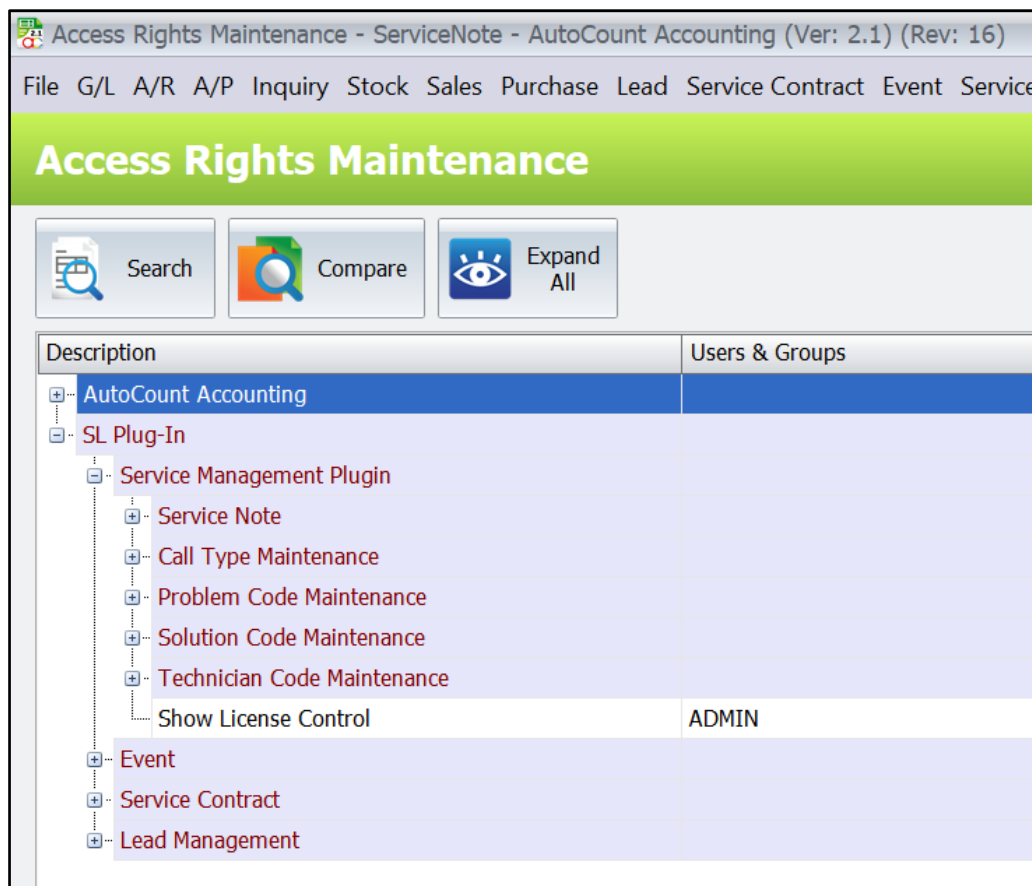 Access Rights Maintenance - ServiceNote - AutoCount Accounting (Ver: 2.1) (Rev: 16)
File G/L A/R A/P Inquiry Stock Sales Purchase Lead Service Contract Event Service
Access Rights Maintenance
Search Compare Expand All
Description Users & Groups
AutoCount Accounting
SL Plug-In
Service Management Plugin
Service Note
Call Type Maintenance
Problem Code Maintenance
Solution Code Maintenance
Technician Code Maintenance
Show License Control ADMIN
Event
Service Contract
Lead Management